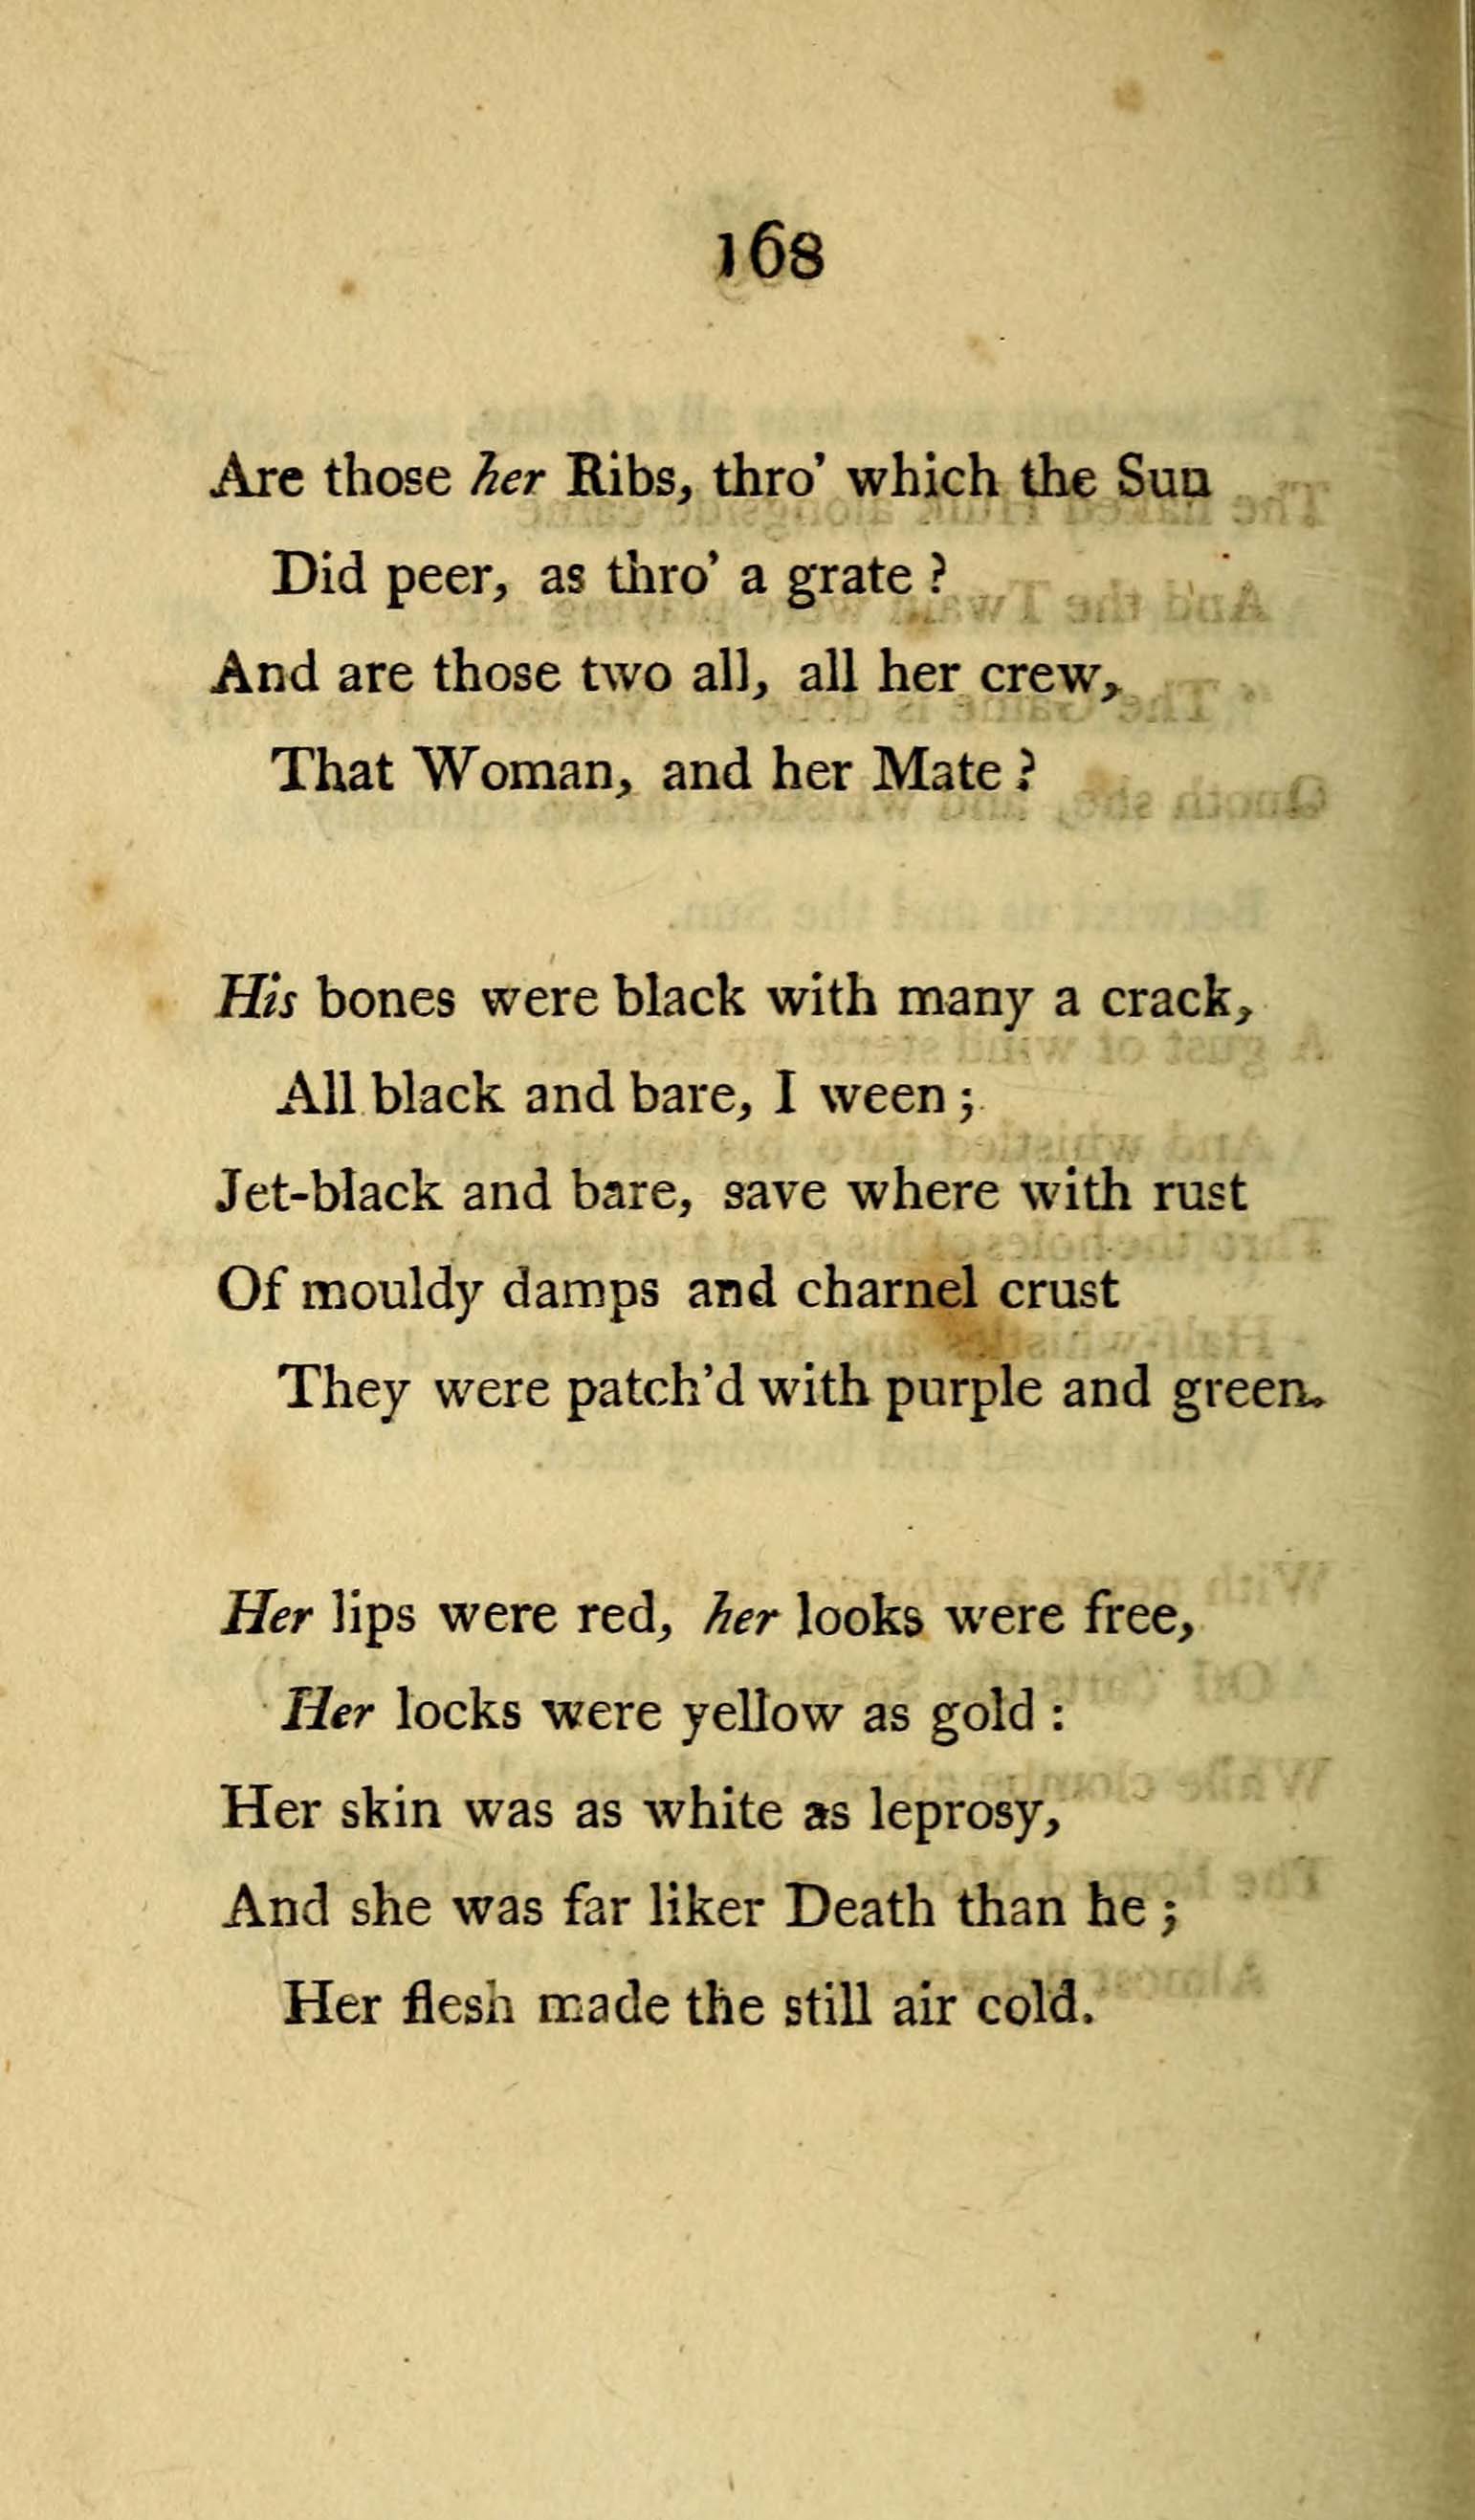 168
Are those her Ribs, thro' which the Sun
Did peer, as thro' a grate ?
And are those two all, all her crew,
That Woman, and her Mate ?
His bones were black with many a crack,
All black and bare, I ween ;
Jet-black and bare, save where with rust
Of mouldy damps and charnel crust
They were patch'd with purple and green.
Her lips were red, her looks were free,
Her locks were yellow as gold :
Her skin was as white as leprosy,
And she was far liker Death than he ;
Her flesh made the still air cold.